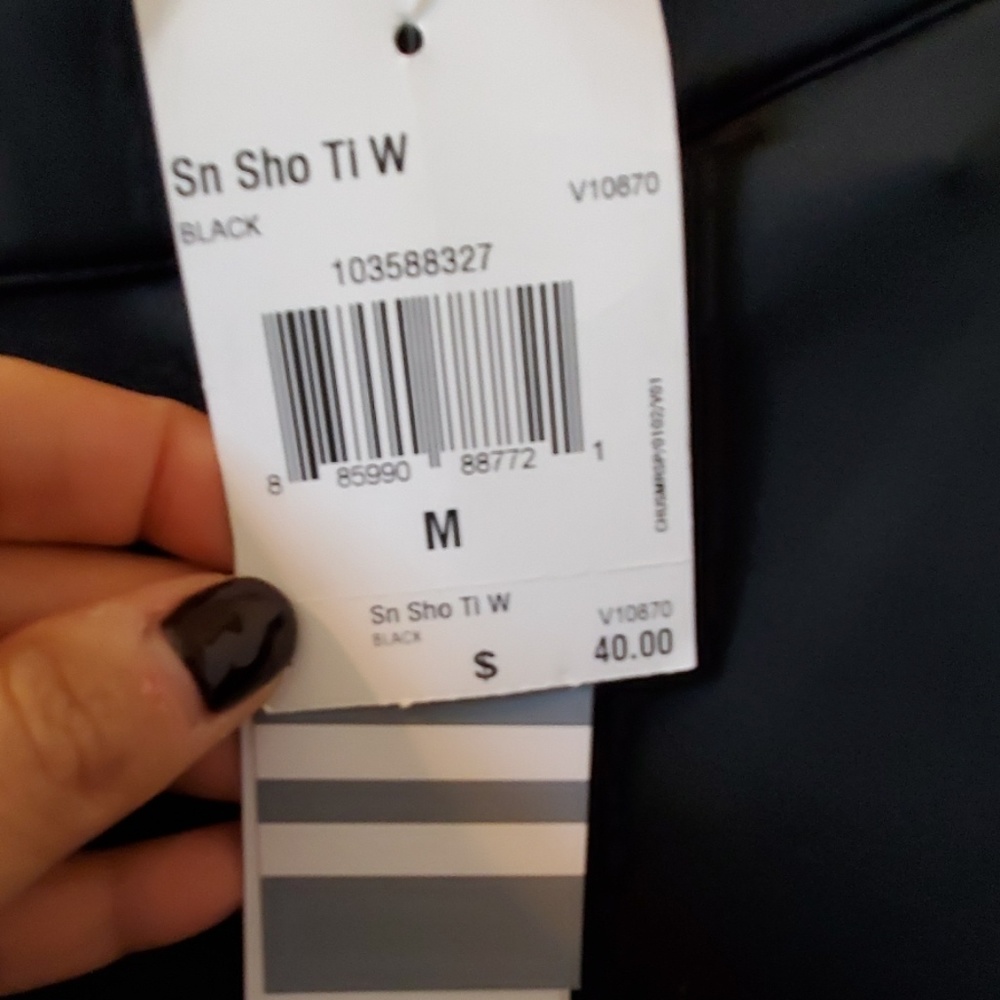 Sn Sho Ti W
BLACK
V10870
103588327
8 85990 88772 1
M
Sn Sho Ti W
BLACK
V10870
$ 40.00